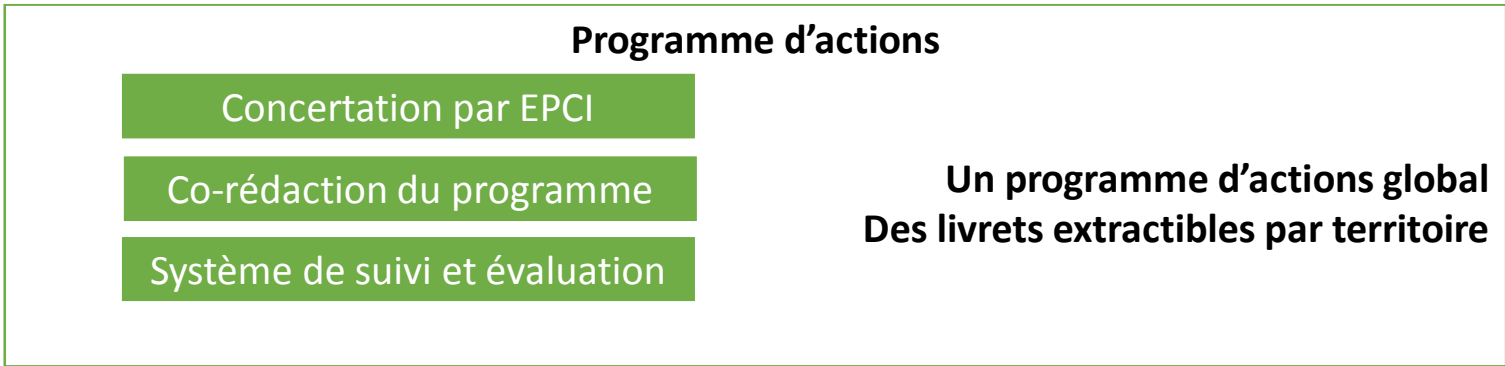 Programme d’actions
Concertation par EPCI
Co-rédaction du programme
Système de suivi et évaluation
Un programme d’actions global
Des livrets extractibles par territoire